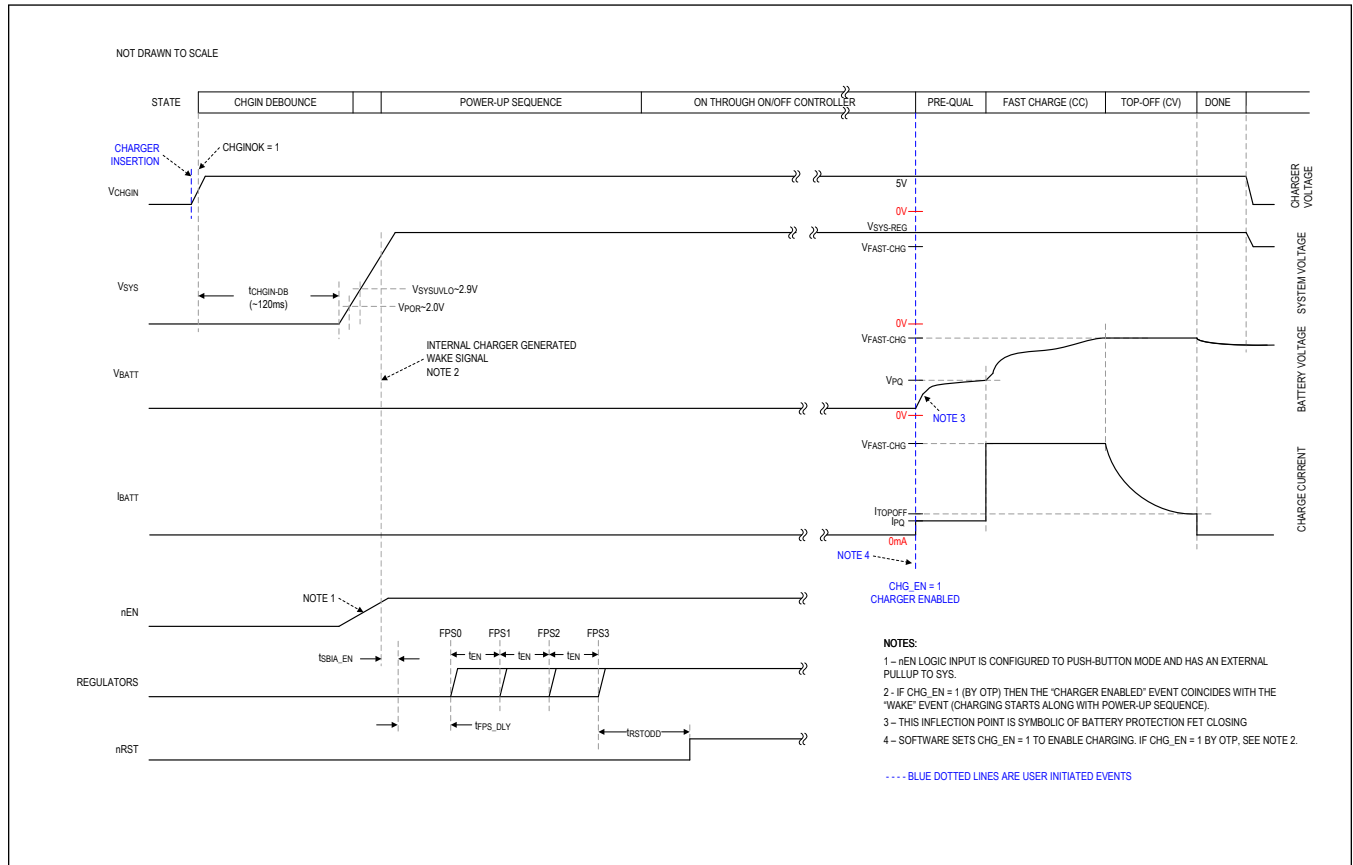 NOT DRAWN TO SCALE
STATE
CHGIN DEBOUNCE
POWER-UP SEQUENCE
ON THROUGH ON/OFF CONTROLLER
PRE-QUAL
FAST CHARGE (CC)
TOP-OFF (CV)
DONE
CHARGER
INSERTION
CHGINOK = 1
VCHGIN
5V
0V
CHARGER
VOLTAGE
VSYS-REG
VFAST-CHG
VSYS
tCHGIN-DB
(~120ms)
VSYSUVLO~2.9V
VPOR~2.0V
0V
SYSTEM VOLTAGE
INTERNAL CHARGER GENERATED
WAKE SIGNAL
NOTE 2
VFAST-CHG
VBATT
VPQ
NOTE 3
0V
BATTERY VOLTAGE
VFAST-CHG
IBATT
ITOPOFF
IPQ
0mA
CHARGE CURRENT
NOTE 4
CHG_EN = 1
CHARGER ENABLED
NOTE 1
nEN
FPS0
FPS1
FPS2
FPS3
tSBIA_EN
tEN
tEN
tEN
REGULATORS
tFPS_DLY
tRSTODD
nRST
NOTES:
1 – nEN LOGIC INPUT IS CONFIGURED TO PUSH-BUTTON MODE AND HAS AN EXTERNAL
PULLUP TO SYS.
2 - IF CHG_EN = 1 (BY OTP) THEN THE “CHARGER ENABLED” EVENT COINCIDES WITH THE
“WAKE” EVENT (CHARGING STARTS ALONG WITH POWER-UP SEQUENCE).
3 – THIS INFLECTION POINT IS SYMBOLIC OF BATTERY PROTECTION FET CLOSING
4 – SOFTWARE SETS CHG_EN = 1 TO ENABLE CHARGING. IF CHG_EN = 1 BY OTP, SEE NOTE 2.
- - - - BLUE DOTTED LINES ARE USER INITIATED EVENTS